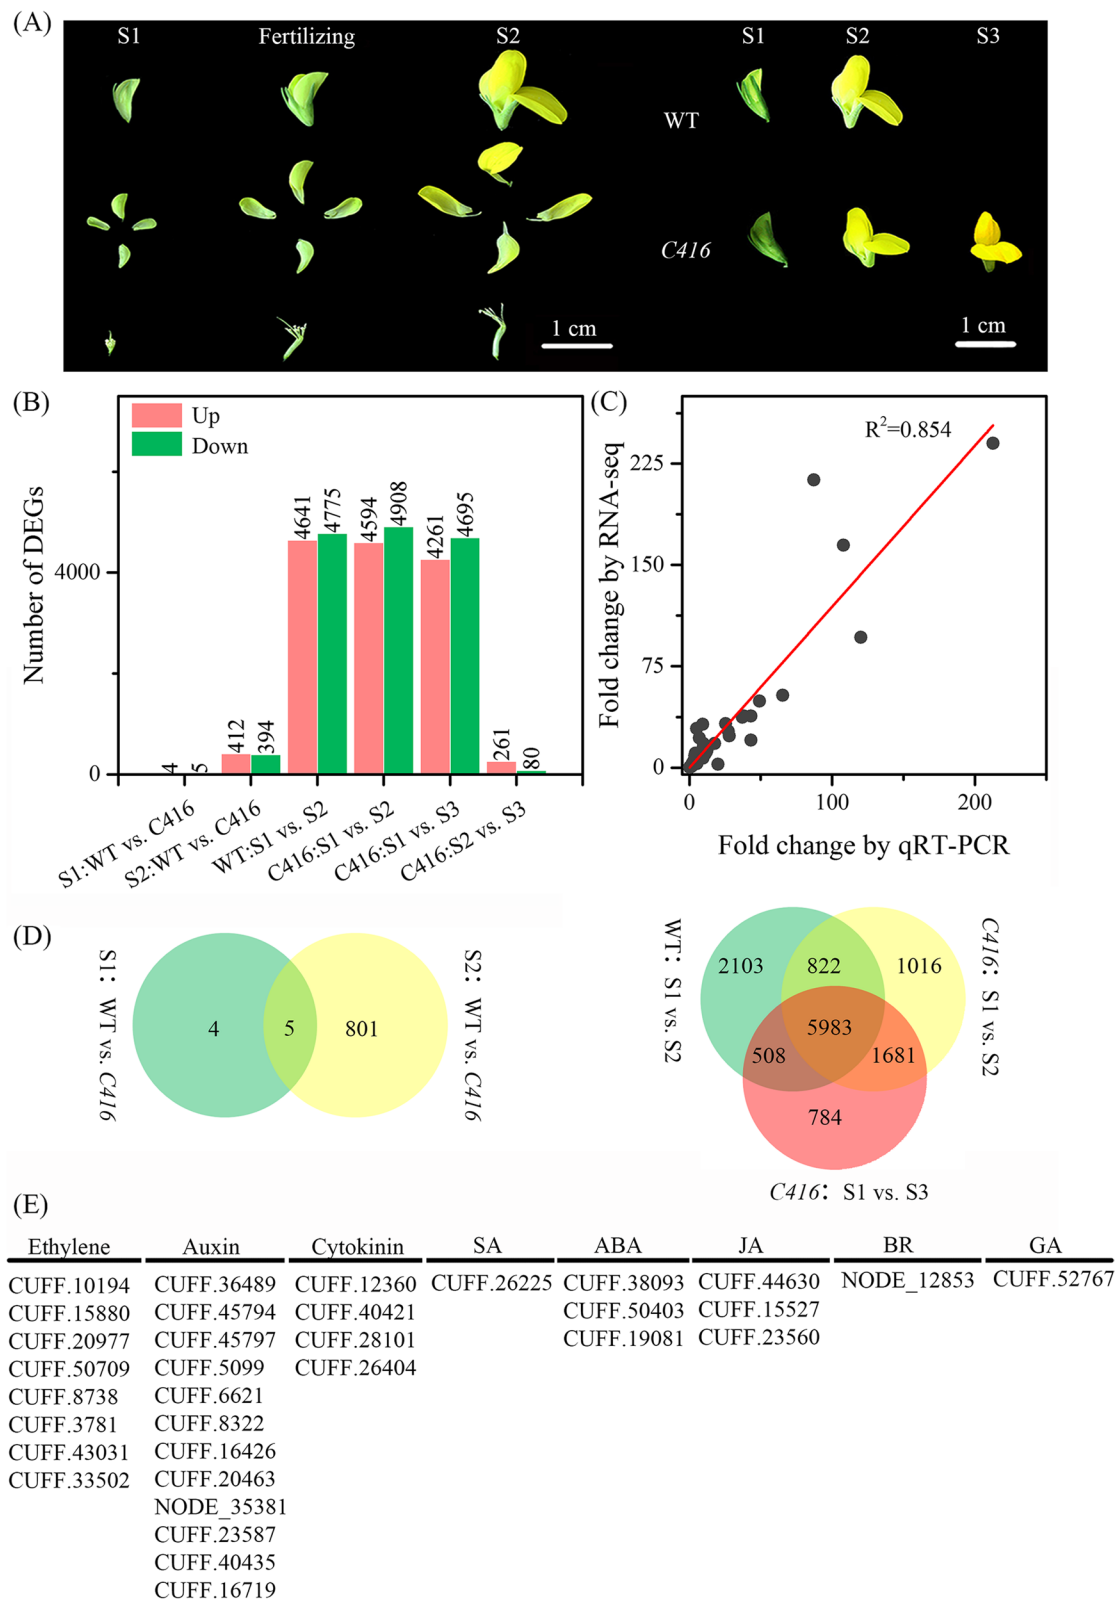 (A)
S1 Fertilizing S2 S1 S2 S3
WT
C416
1 cm
1 cm
(B)
Up
Down
Number of DEGs
4000
0
4
5
412
394
4641
4775
4594
4908
4261
4695
261
80
S1:WT vs. C416
S2:WT vs. C416
WT:S1 vs. S2
C416:S1 vs. S2
C416:S1 vs. S3
C416:S2 vs. S3
(C)
R²=0.854
Fold change by RNA-seq
225
150
75
0
0 100 200
Fold change by qRT-PCR
(D)
S1: WT vs. C416
4 5 801
S2: WT vs. C416
WT: S1 vs. S2
2103 822 1016
5983
508 1681
784
C416: S1 vs. S2
C416: S1 vs. S3
(E)
Ethylene Auxin Cytokinin SA ABA JA BR GA
CUFF.10194 CUFF.36489 CUFF.12360 CUFF.26225 CUFF.38093 CUFF.44630 NODE_12853 CUFF.52767
CUFF.15880 CUFF.45794 CUFF.40421 CUFF.50403 CUFF.15527
CUFF.20977 CUFF.45797 CUFF.28101 CUFF.19081 CUFF.23560
CUFF.50709 CUFF.5099 CUFF.26404
CUFF.8738 CUFF.6621
CUFF.3781 CUFF.8322
CUFF.43031 CUFF.16426
CUFF.33502 CUFF.20463
NODE_35381
CUFF.23587
CUFF.40435
CUFF.16719